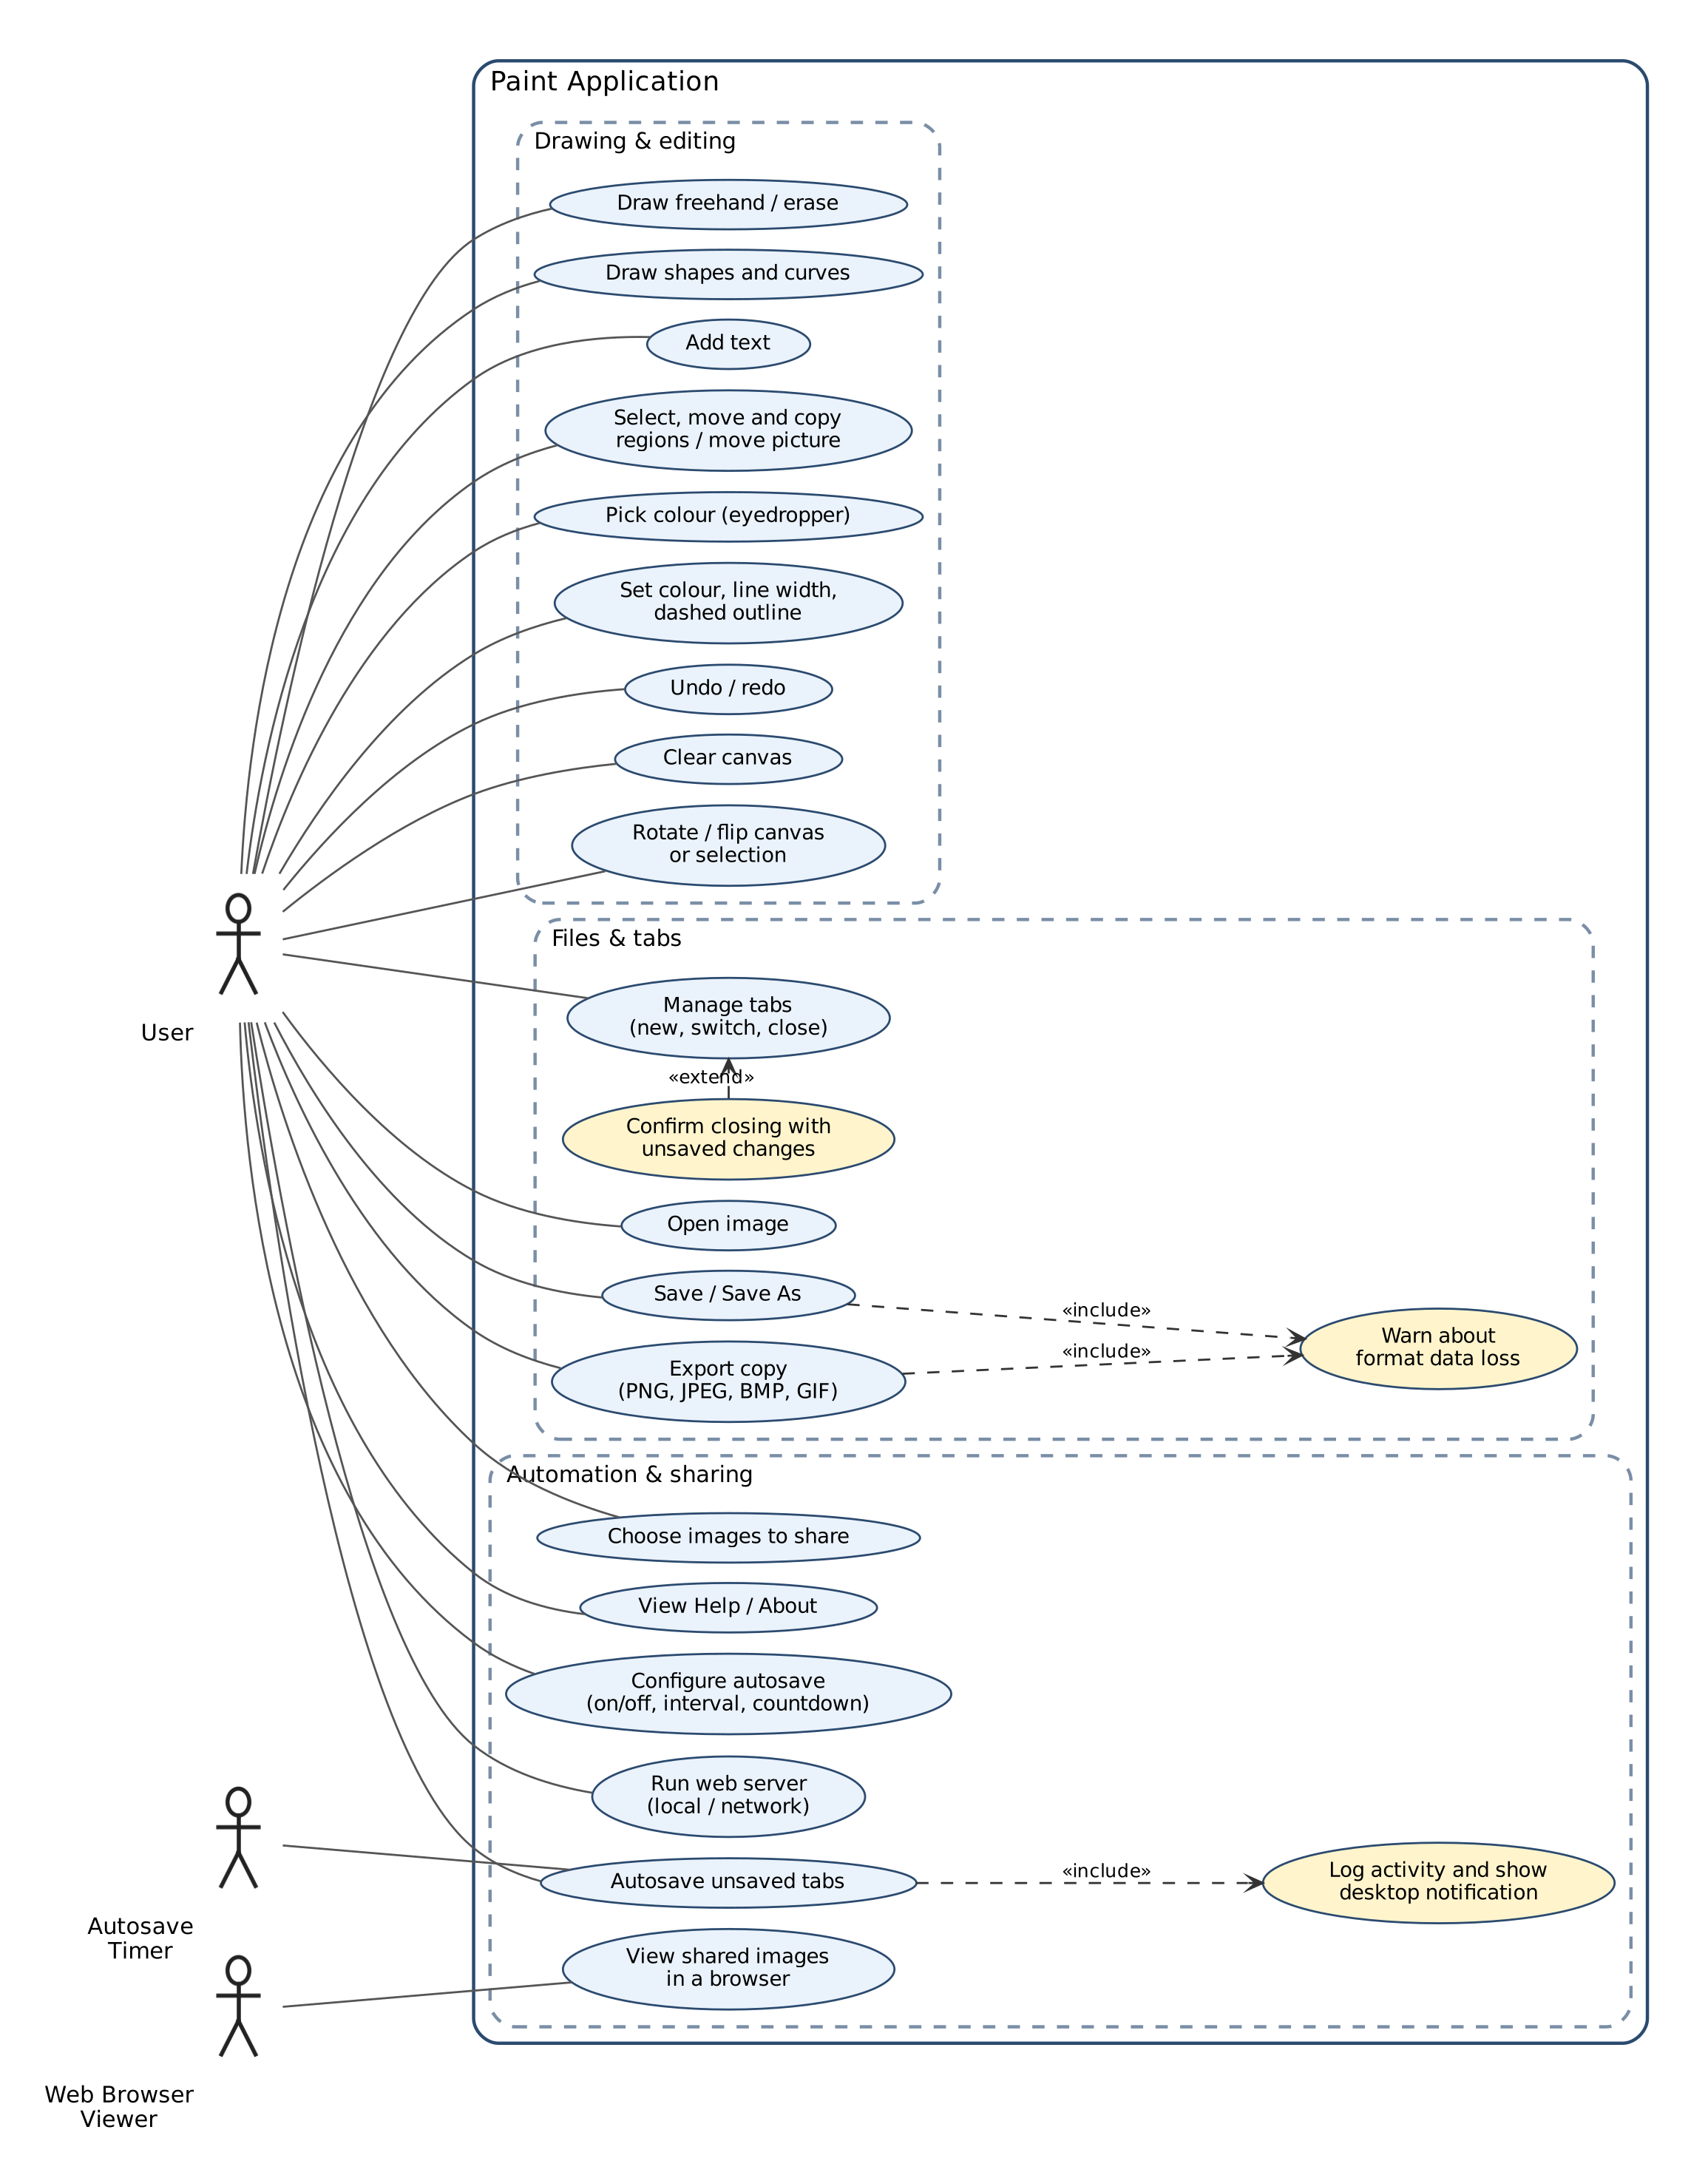 Paint Application
Drawing & editing
Draw freehand / erase
Draw shapes and curves
Add text
Select, move and copy
regions / move picture
Pick colour (eyedropper)
Set colour, line width,
dashed outline
Undo / redo
Clear canvas
Rotate / flip canvas
or selection
User
Files & tabs
Manage tabs
(new, switch, close)
«extend»
Confirm closing with
unsaved changes
Open image
Save / Save As
«include»
Export copy
(PNG, JPEG, BMP, GIF)
«include»
Warn about
format data loss
Automation & sharing
Choose images to share
View Help / About
Configure autosave
(on/off, interval, countdown)
Run web server
(local / network)
Autosave unsaved tabs
«include»
Log activity and show
desktop notification
Autosave
Timer
View shared images
in a browser
Web Browser
Viewer